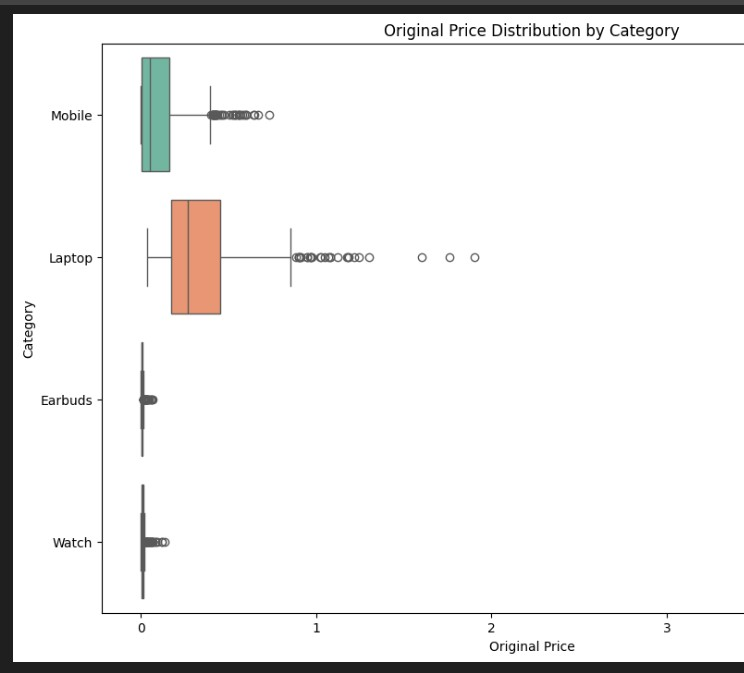 Original Price Distribution by Category
Mobile
Laptop
Earbuds
Watch
Category
0 1 2 3
Original Price